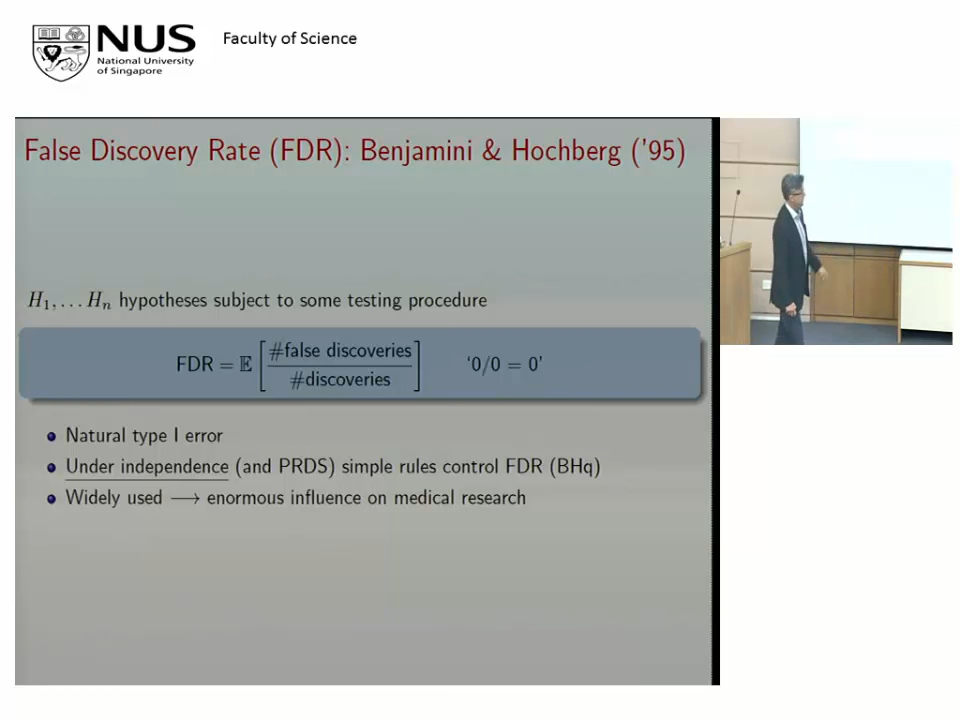 NUS
National University
of Singapore
Faculty of Science
False Discovery Rate (FDR): Benjamini & Hochberg ('95)
H₁, . . . Hₙ hypotheses subject to some testing procedure
FDR = 𝔼 [ #false discoveries / #discoveries ] ‘0/0 = 0’
Natural type I error
Under independence (and PRDS) simple rules control FDR (BHq)
Widely used ⟶ enormous influence on medical research